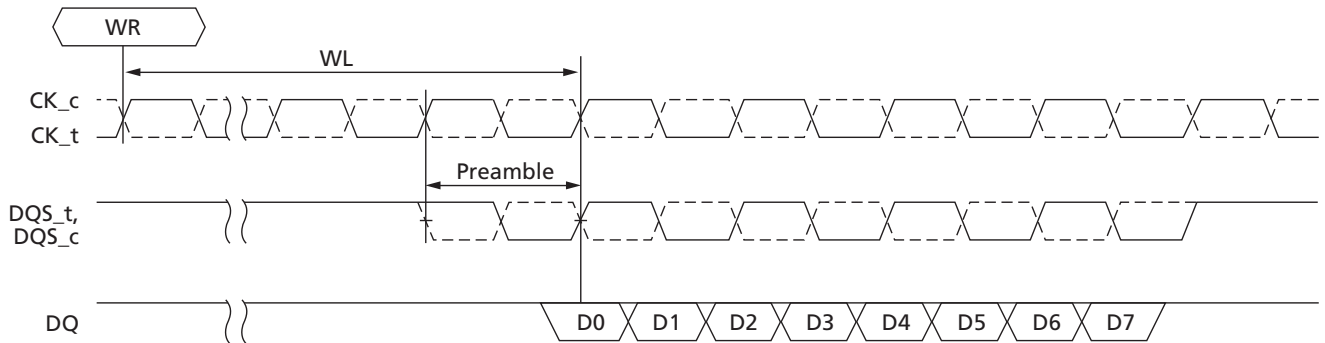 WR
WL
CK_c
CK_t
Preamble
DQS_t,
DQS_c
DQ
D0 D1 D2 D3 D4 D5 D6 D7